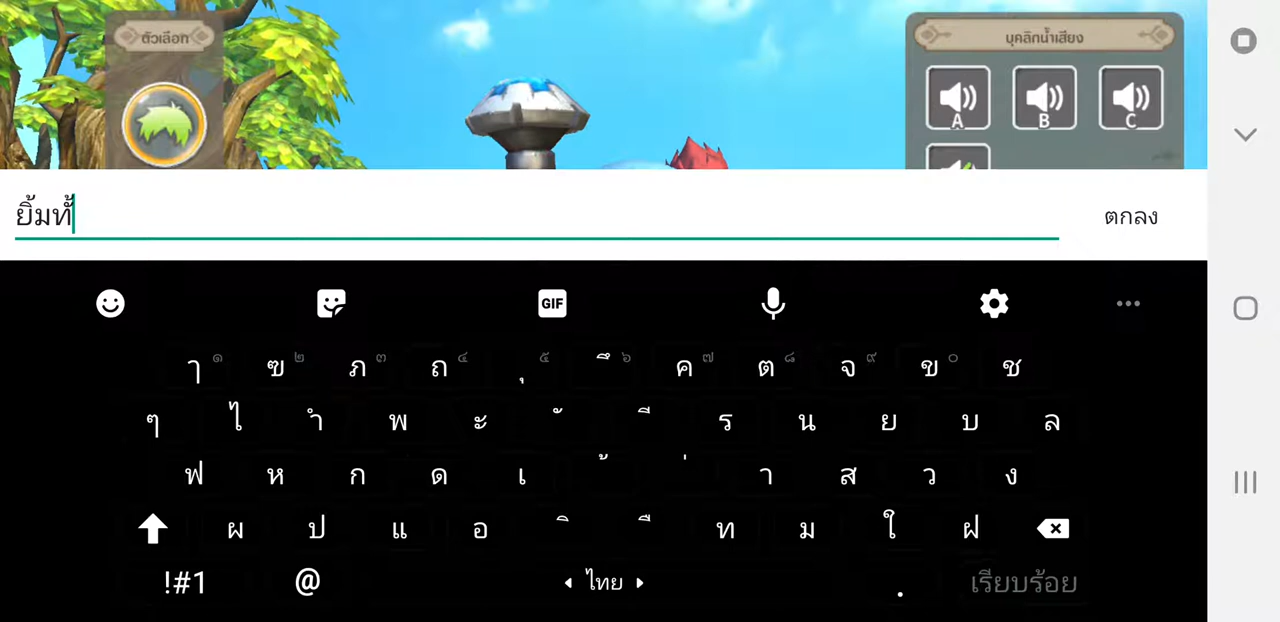 ตัวเลือก
บุคลิกน้ำเสียง
A B C
ยิ้มทั้
ตกลง
GIF
ๅ ๑ ฃ ๒ ภ ๓ ถ ๔ ุ ๕ ึ ๖ ค ๗ ต ๘ จ ๙ ข ๐ ช
ๆ ไ ำ พ ะ ั ี ร น ย บ ล
ฟ ห ก ด เ ้ ่ า ส ว ง
ผ ป แ อ ิ ื ท ม ใ ฝ
!#1 @ ไทย . เรียบร้อย